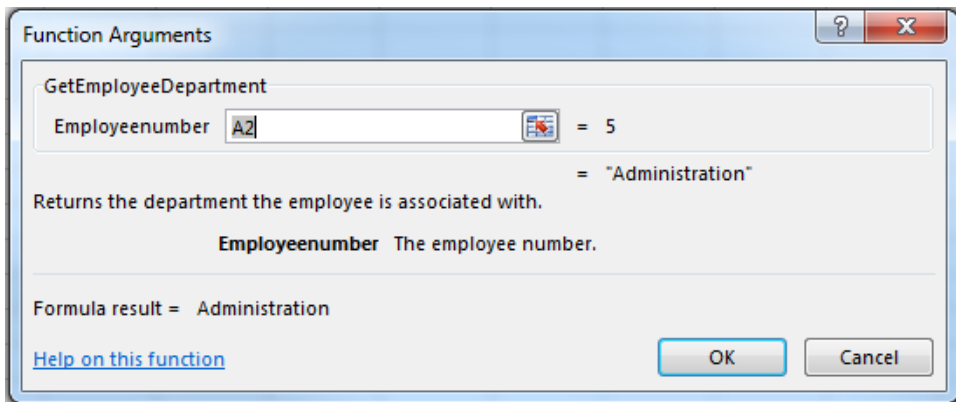 Function Arguments
?
GetEmployeeDepartment
Employeenumber A2 = 5
= "Administration"
Returns the department the employee is associated with.
Employeenumber The employee number.
Formula result = Administration
Help on this function
OK Cancel